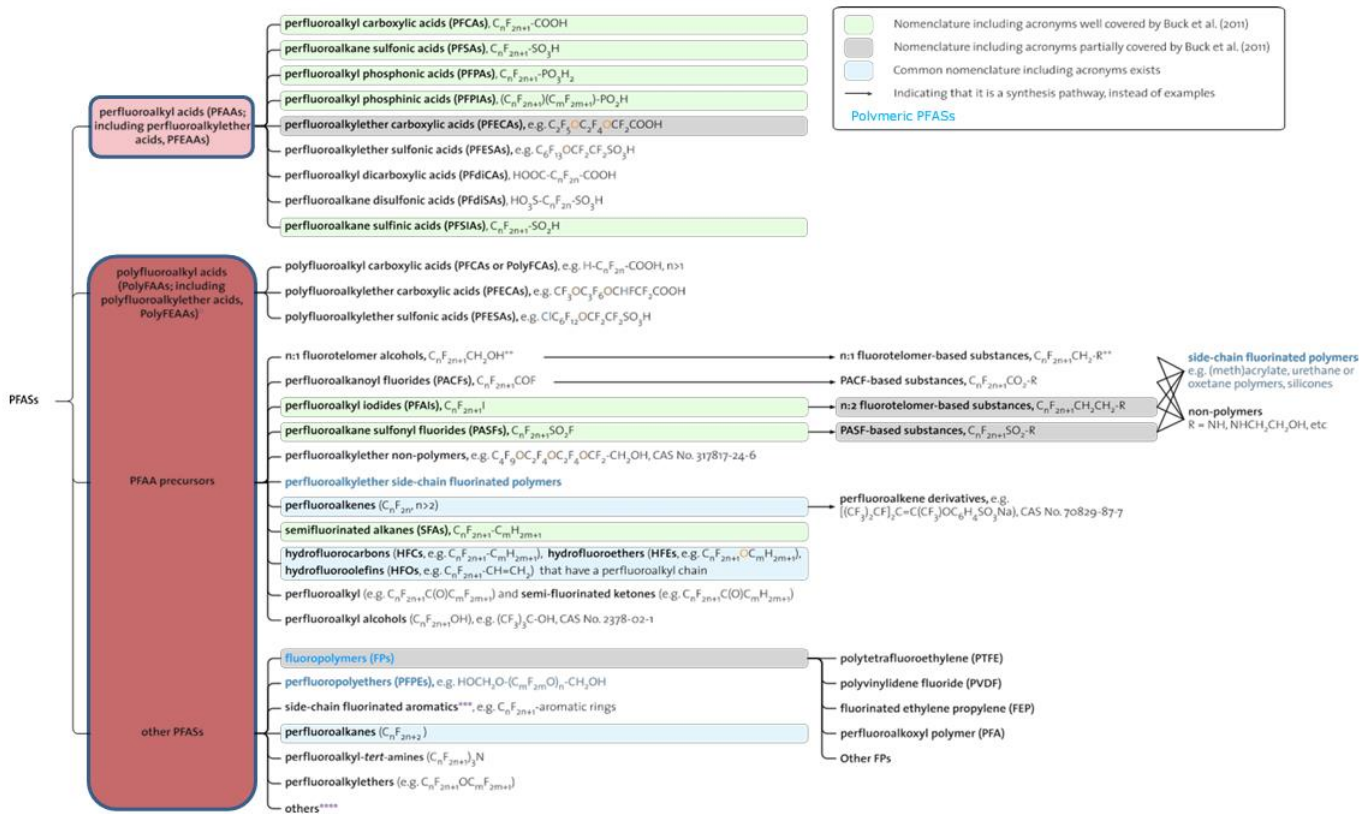 perfluoroalkyl carboxylic acids (PFCAs), CₙF₂ₙ₊₁-COOH
perfluoroalkane sulfonic acids (PFSAs), CₙF₂ₙ₊₁-SO₃H
perfluoroalkyl phosphonic acids (PFPAs), CₙF₂ₙ₊₁-PO₃H₂
perfluoroalkyl phosphinic acids (PFPIAs), (CₙF₂ₙ₊₁)(CₘF₂ₘ₊₁)-PO₂H
perfluoroalkylether carboxylic acids (PFECAs), e.g. C₂F₅OC₂F₄OCF₂COOH
perfluoroalkylether sulfonic acids (PFESAs), e.g. C₆F₁₃OCF₂CF₂SO₃H
perfluoroalkyl dicarboxylic acids (PFdiCAs), HOOC-CₙF₂ₙ-COOH
perfluoroalkane disulfonic acids (PFdiSAs), HO₃S-CₙF₂ₙ-SO₃H
perfluoroalkane sulfinic acids (PFSIAs), CₙF₂ₙ₊₁-SO₂H
Nomenclature including acronyms well covered by Buck et al. (2011)
Nomenclature including acronyms partially covered by Buck et al. (2011)
Common nomenclature including acronyms exists
Indicating that it is a synthesis pathway, instead of examples
Polymeric PFASs
perfluoroalkyl acids (PFAAs;
including perfluoroalkylether
acids, PFEAAs)
polyfluoroalkyl acids
(PolyFAAs; including
polyfluoroalkylether acids,
PolyFEAAs)*
polyfluoroalkyl carboxylic acids (PFCAs or PolyFCAs), e.g. H-CₙF₂ₙ-COOH, n>1
polyfluoroalkylether carboxylic acids (PFECAs), e.g. CF₃OC₃F₆OCHFCF₂COOH
polyfluoroalkylether sulfonic acids (PFESAs), e.g. ClC₆F₁₂OCF₂CF₂SO₃H
PFASs
PFAA precursors
n:1 fluorotelomer alcohols, CₙF₂ₙ₊₁CH₂OH**
perfluoroalkanoyl fluorides (PACFs), CₙF₂ₙ₊₁COF
perfluoroalkyl iodides (PFAIs), CₙF₂ₙ₊₁I
perfluoroalkane sulfonyl fluorides (PASFs), CₙF₂ₙ₊₁SO₂F
perfluoroalkylether non-polymers, e.g. C₄F₉OC₂F₄OC₂F₄OCF₂-CH₂OH, CAS No. 317817-24-6
perfluoroalkylether side-chain fluorinated polymers
perfluoroalkenes (CₙF₂ₙ, n>2)
semifluorinated alkanes (SFAs), CₙF₂ₙ₊₁-CₘH₂ₘ₊₁
hydrofluorocarbons (HFCs, e.g. CₙF₂ₙ₊₁-CₘH₂ₘ₊₁), hydrofluoroethers (HFEs, e.g. CₙF₂ₙ₊₁OCₘH₂ₘ₊₁),
hydrofluoroolefins (HFOs, e.g. CₙF₂ₙ₊₁-CH=CH₂) that have a perfluoroalkyl chain
perfluoroalkyl (e.g. CₙF₂ₙ₊₁C(O)CₘF₂ₘ₊₁) and semi-fluorinated ketones (e.g. CₙF₂ₙ₊₁C(O)CₘH₂ₘ₊₁)
perfluoroalkyl alcohols (CₙF₂ₙ₊₁OH), e.g. (CF₃)₃C-OH, CAS No. 2378-02-1
n:1 fluorotelomer-based substances, CₙF₂ₙ₊₁CH₂-R**
PACF-based substances, CₙF₂ₙ₊₁CO₂-R
n:2 fluorotelomer-based substances, CₙF₂ₙ₊₁CH₂CH₂-R
PASF-based substances, CₙF₂ₙ₊₁SO₂-R
perfluoroalkene derivatives, e.g.
[(CF₃)₂CF]₂C=C(CF₃)OC₆H₄SO₃Na), CAS No. 70829-87-7
side-chain fluorinated polymers
e.g. (meth)acrylate, urethane or
oxetane polymers, silicones
non-polymers
R = NH, NHCH₂CH₂OH, etc
other PFASs
fluoropolymers (FPs)
perfluoropolyethers (PFPEs), e.g. HOCH₂O-(CₘF₂ₘO)ₙ-CH₂OH
side-chain fluorinated aromatics***, e.g. CₙF₂ₙ₊₁-aromatic rings
perfluoroalkanes (CₙF₂ₙ₊₂)
perfluoroalkyl-tert-amines (CₙF₂ₙ₊₁)₃N
perfluoroalkylethers (e.g. CₙF₂ₙ₊₁OCₘF₂ₘ₊₁)
others****
polytetrafluoroethylene (PTFE)
polyvinylidene fluoride (PVDF)
fluorinated ethylene propylene (FEP)
perfluoroalkoxyl polymer (PFA)
Other FPs